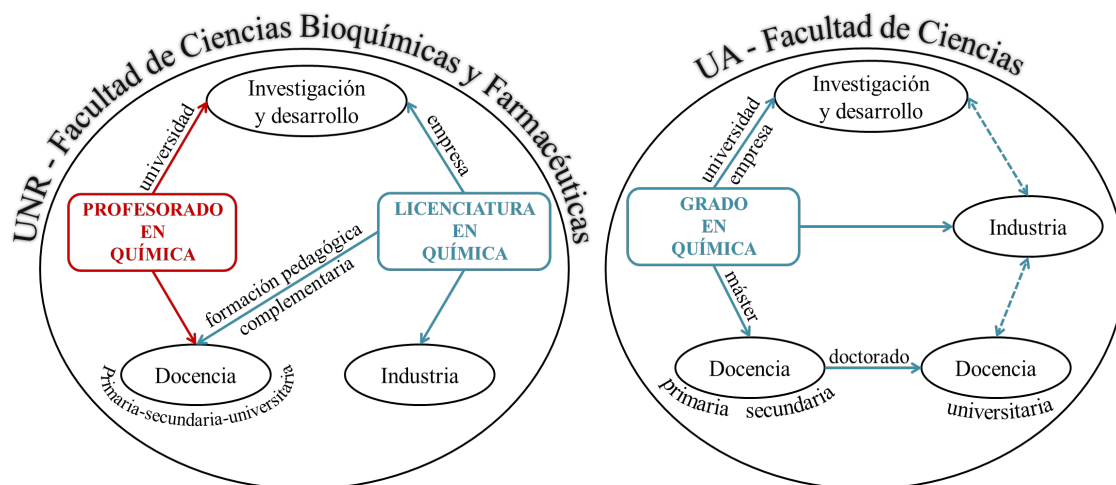 UNR - Facultad de Ciencias Bioquímicas y Farmacéuticas
Investigación
y desarrollo
universidad
empresa
PROFESORADO
EN
QUÍMICA
LICENCIATURA
EN
QUÍMICA
formación pedagógica
complementaria
Docencia
Primaria-secundaria-universitaria
Industria
UA - Facultad de Ciencias
Investigación
y desarrollo
universidad
empresa
GRADO
EN
QUÍMICA
Industria
máster
Docencia
primaria secundaria
doctorado
Docencia
universitaria